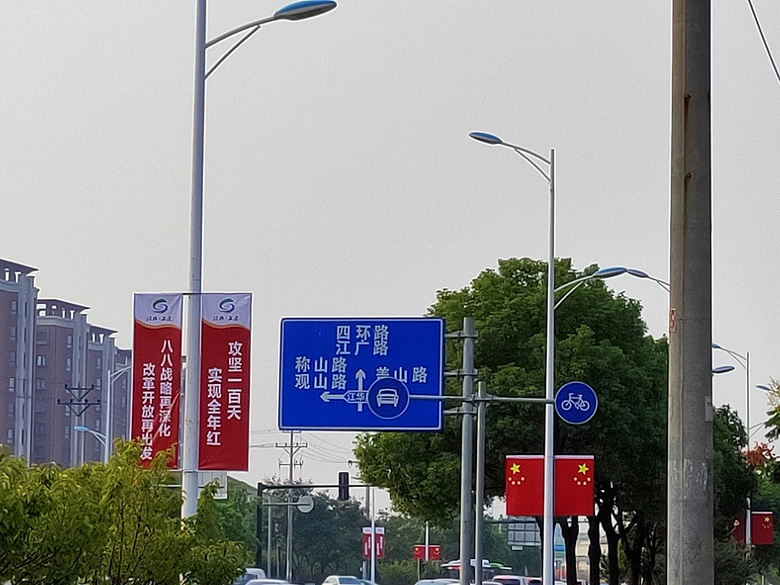 八八战略再深化
改革开放再出发
攻坚一百天
实现全年红
四环路
江广路
称山路
观山路
盖山路
江华